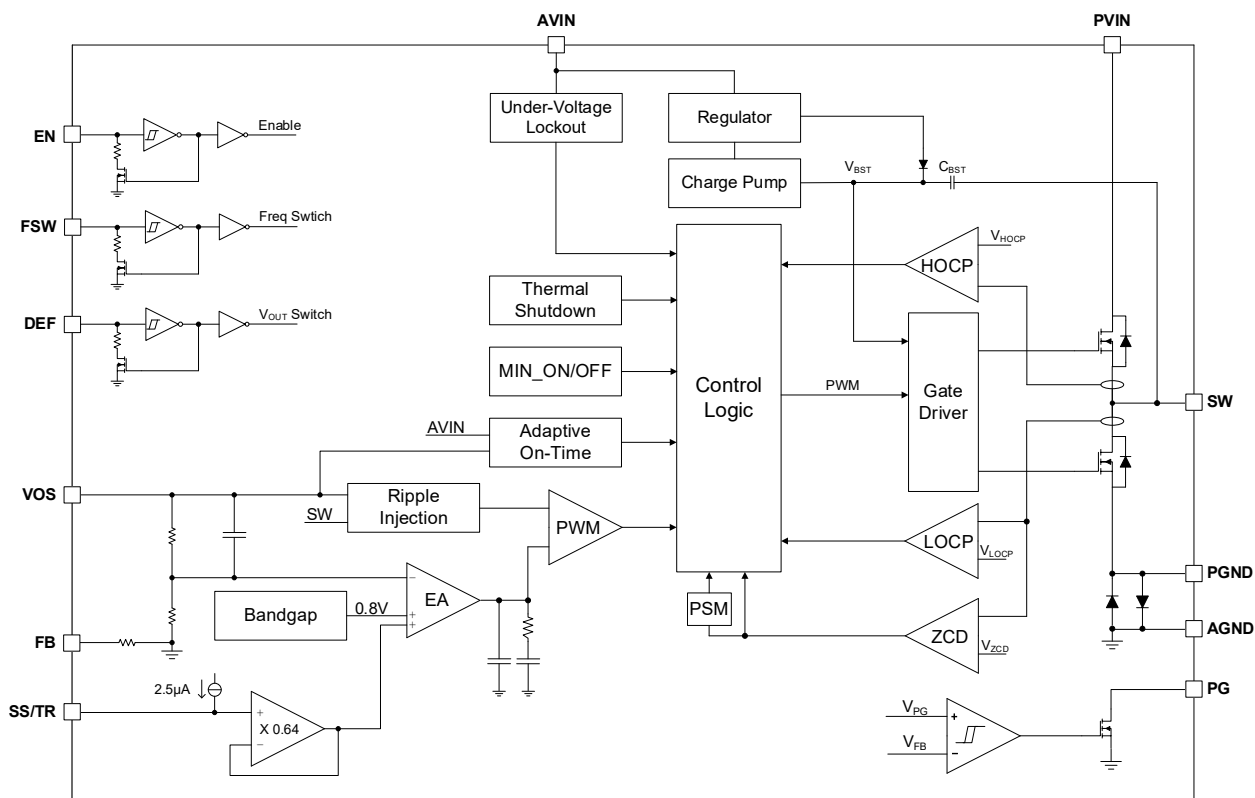 AVIN
PVIN
Under-Voltage
Lockout
Regulator
EN
Enable
Charge Pump
VBST
CBST
FSW
Freq Swtich
VHOCP
HOCP
Thermal
Shutdown
DEF
VOUT Switch
MIN_ON/OFF
Control
Logic
PWM
Gate
Driver
SW
AVIN
Adaptive
On-Time
VOS
Ripple
Injection
SW
PWM
LOCP
VLOCP
PGND
EA
−
+
+
Bandgap
0.8V
PSM
ZCD
VZCD
FB
AGND
2.5µA
SS/TR
+
X 0.64
−
PG
VPG
+
VFB
−